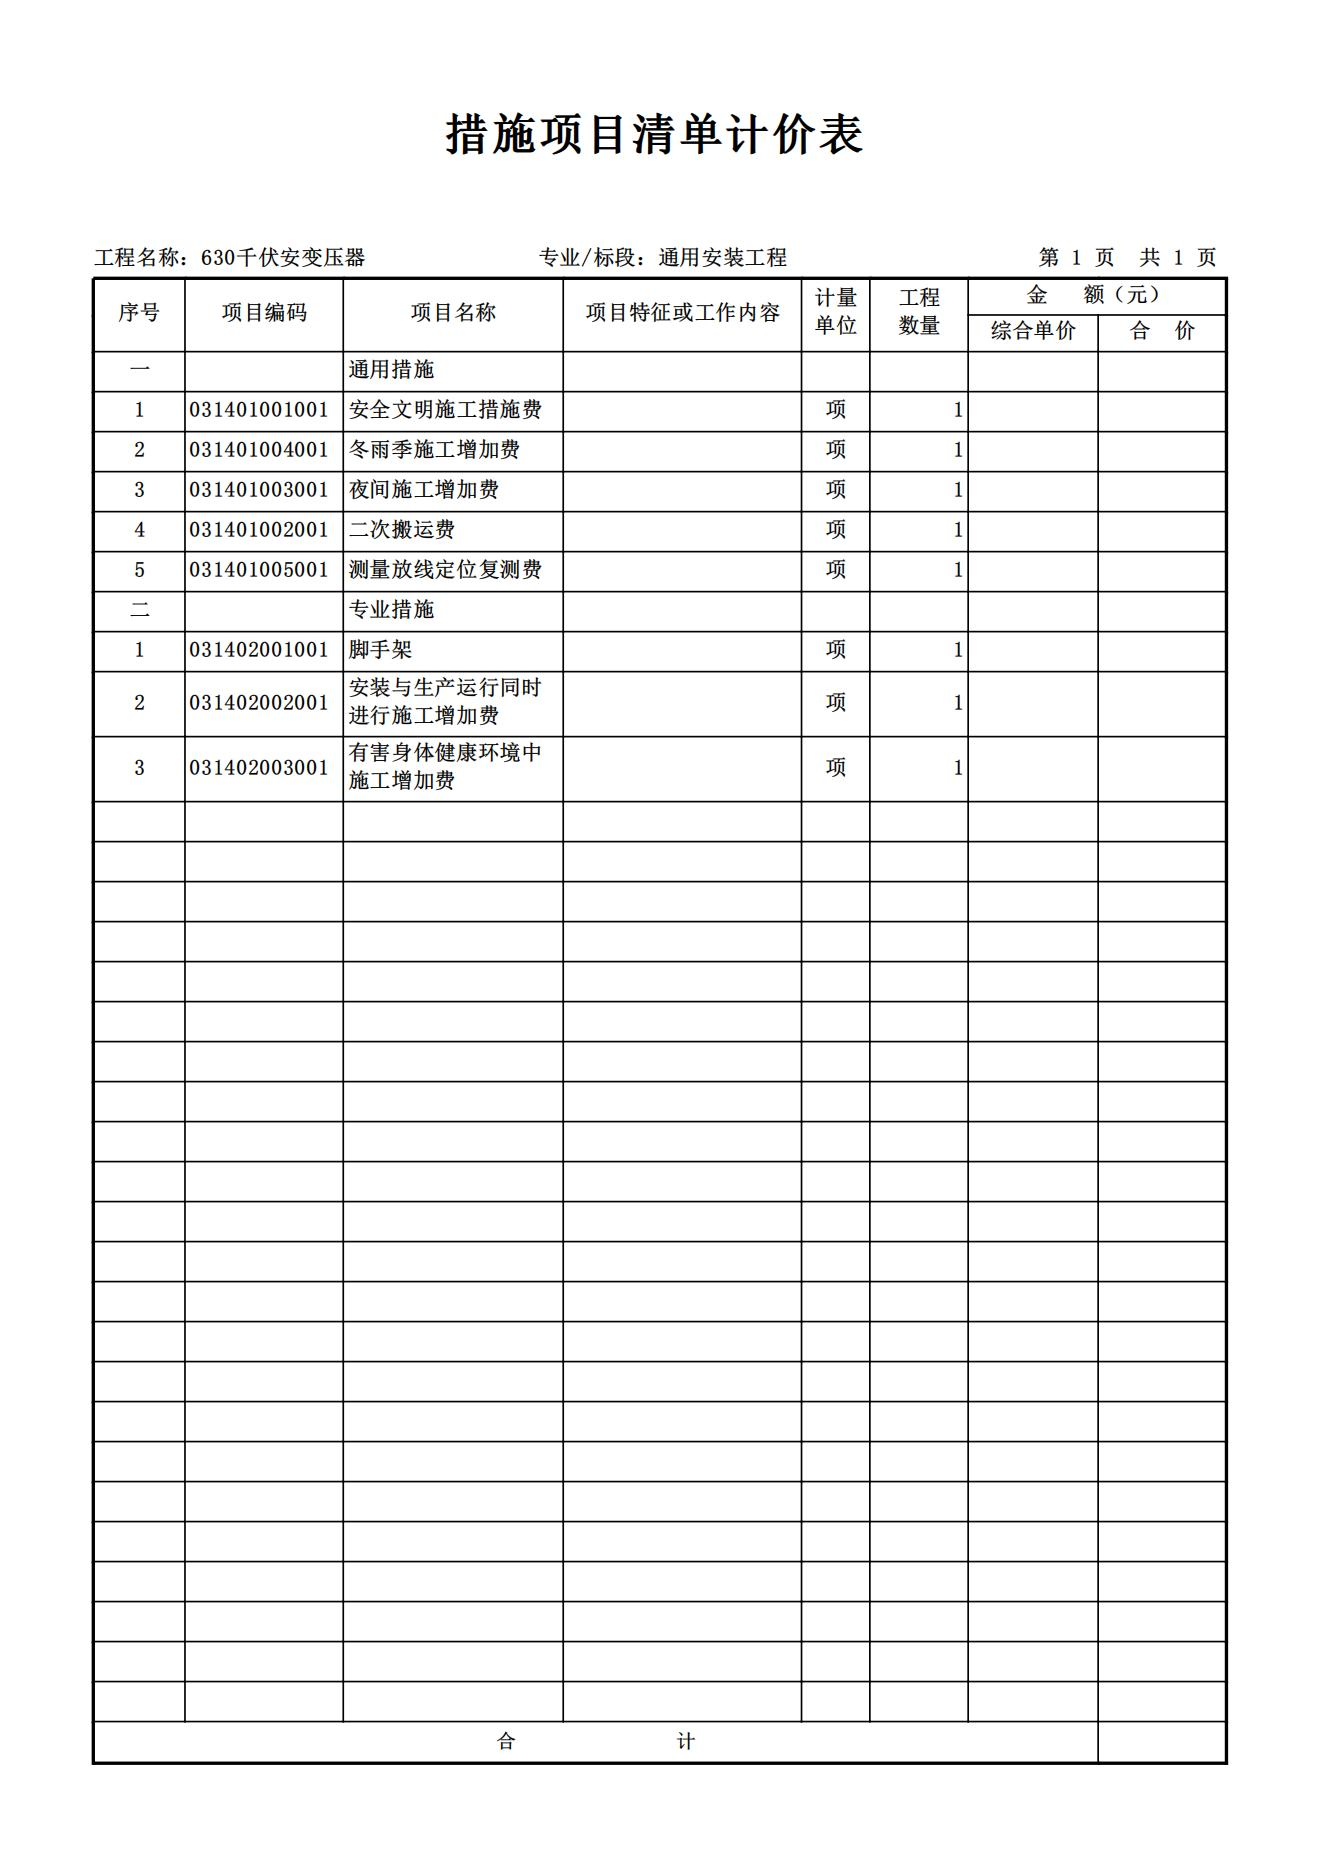 措施项目清单计价表
工程名称：630千伏安变压器 专业/标段：通用安装工程 第 1 页 共 1 页
序号 项目编码 项目名称 项目特征或工作内容 计量单位 工程数量 金 额（元）
综合单价 合 价
一 通用措施
1 031401001001 安全文明施工措施费 项 1
2 031401004001 冬雨季施工增加费 项 1
3 031401003001 夜间施工增加费 项 1
4 031401002001 二次搬运费 项 1
5 031401005001 测量放线定位复测费 项 1
二 专业措施
1 031402001001 脚手架 项 1
2 031402002001 安装与生产运行同时进行施工增加费 项 1
3 031402003001 有害身体健康环境中施工增加费 项 1
合 计